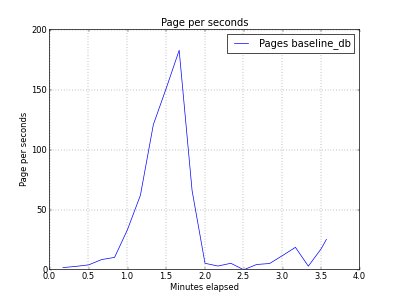 Page per seconds
Pages baseline_db
200
150
100
50
0
Page per seconds
0.0 0.5 1.0 1.5 2.0 2.5 3.0 3.5 4.0
Minutes elapsed